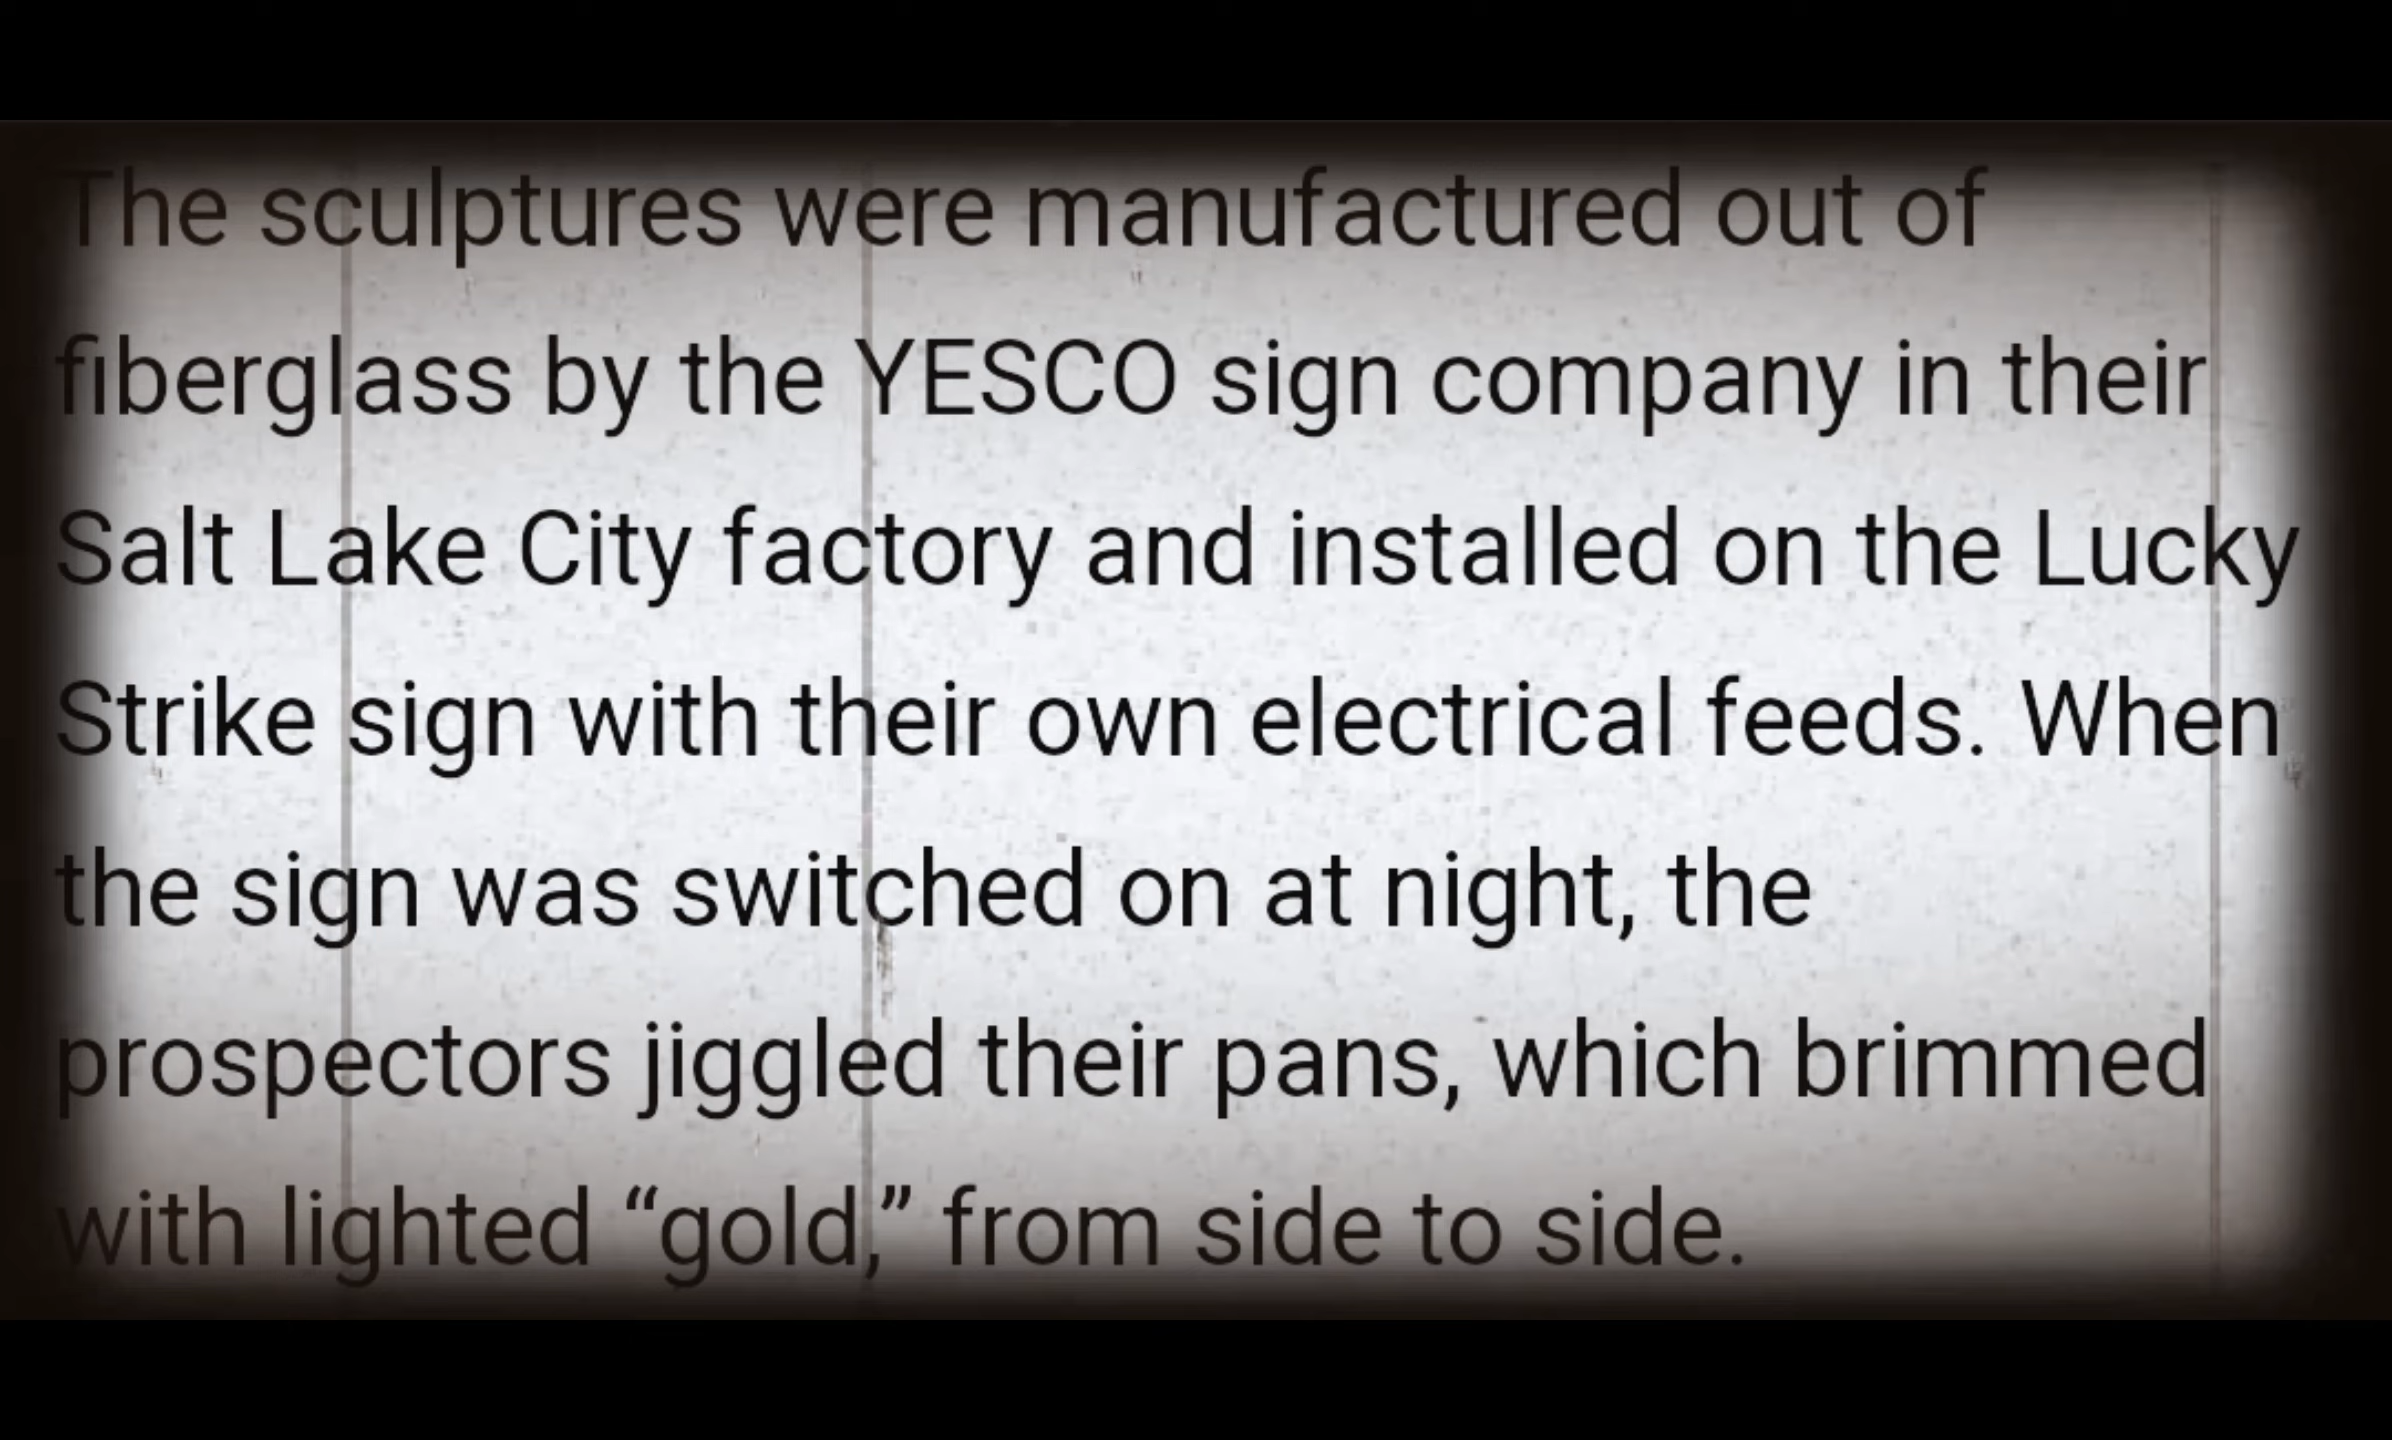 The sculptures were manufactured out of
fiberglass by the YESCO sign company in their
Salt Lake City factory and installed on the Lucky
Strike sign with their own electrical feeds. When
the sign was switched on at night, the
prospectors jiggled their pans, which brimmed
with lighted “gold,” from side to side.